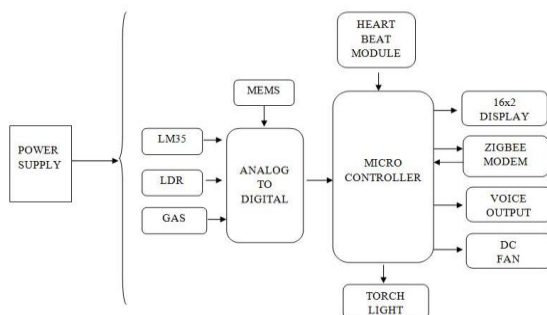 HEART
BEAT
MODULE
MEMS
16x2
DISPLAY
POWER
SUPPLY
LM35
LDR
GAS
ANALOG
TO
DIGITAL
MICRO
CONTROLLER
ZIGBEE
MODEM
VOICE
OUTPUT
DC
FAN
TORCH
LIGHT